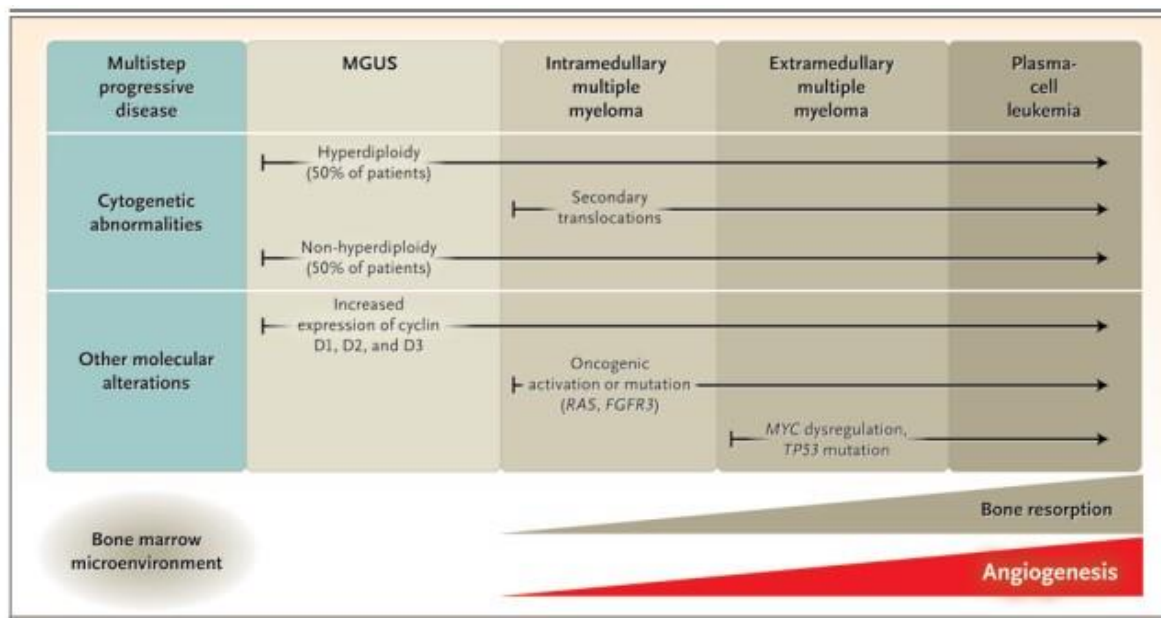 Multistep
progressive
disease
MGUS
Intramedullary
multiple
myeloma
Extramedullary
multiple
myeloma
Plasma-
cell
leukemia
Cytogenetic
abnormalities
Hyperdiploidy
(50% of patients)
Secondary
translocations
Non-hyperdiploidy
(50% of patients)
Other molecular
alterations
Increased
expression of cyclin
D1, D2, and D3
Oncogenic
activation or mutation
(RAS, FGFR3)
MYC dysregulation,
TP53 mutation
Bone marrow
microenvironment
Bone resorption
Angiogenesis